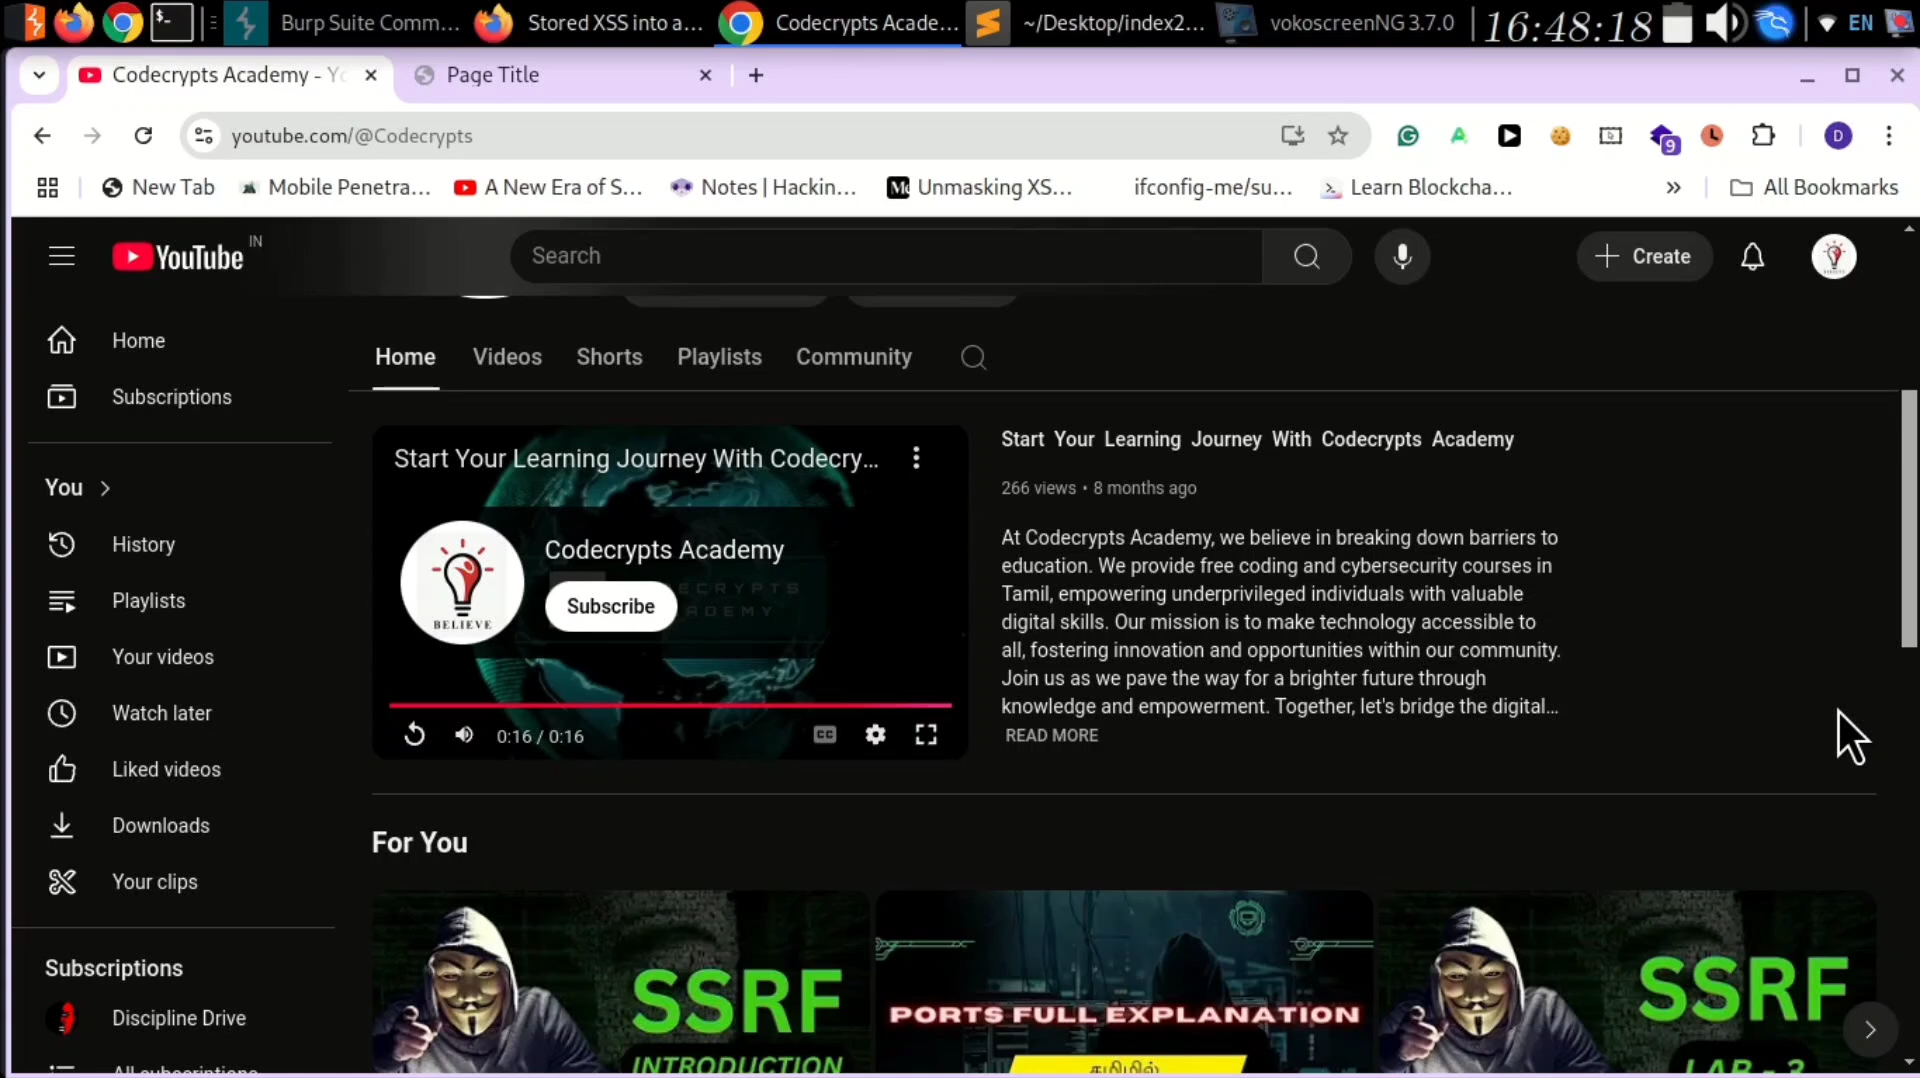 Burp Suite Comm...
Stored XSS into a...
Codecrypts Acade...
~/Desktop/index2...
vokoscreenNG 3.7.0
16:48:18
EN
Codecrypts Academy - Yo
Page Title
youtube.com/@Codecrypts
9
D
New Tab
Mobile Penetra...
A New Era of S...
Notes | Hackin...
Unmasking XS...
ifconfig-me/su...
Learn Blockcha...
All Bookmarks
YouTube
IN
Search
Create
Home
Subscriptions
You
History
Playlists
Your videos
Watch later
Liked videos
Downloads
Your clips
Subscriptions
Discipline Drive
All subscriptions
Home
Videos
Shorts
Playlists
Community
Start Your Learning Journey With Codecry...
Codecrypts Academy
Subscribe
BELIEVE
0:16 / 0:16
CC
Start Your Learning Journey With Codecrypts Academy
266 views • 8 months ago
At Codecrypts Academy, we believe in breaking down barriers to
education. We provide free coding and cybersecurity courses in
Tamil, empowering underprivileged individuals with valuable
digital skills. Our mission is to make technology accessible to
all, fostering innovation and opportunities within our community.
Join us as we pave the way for a brighter future through
knowledge and empowerment. Together, let's bridge the digital...
READ MORE
For You
SSRF
INTRODUCTION
PORTS FULL EXPLANATION
தமிழில்
SSRF
LAB - 3